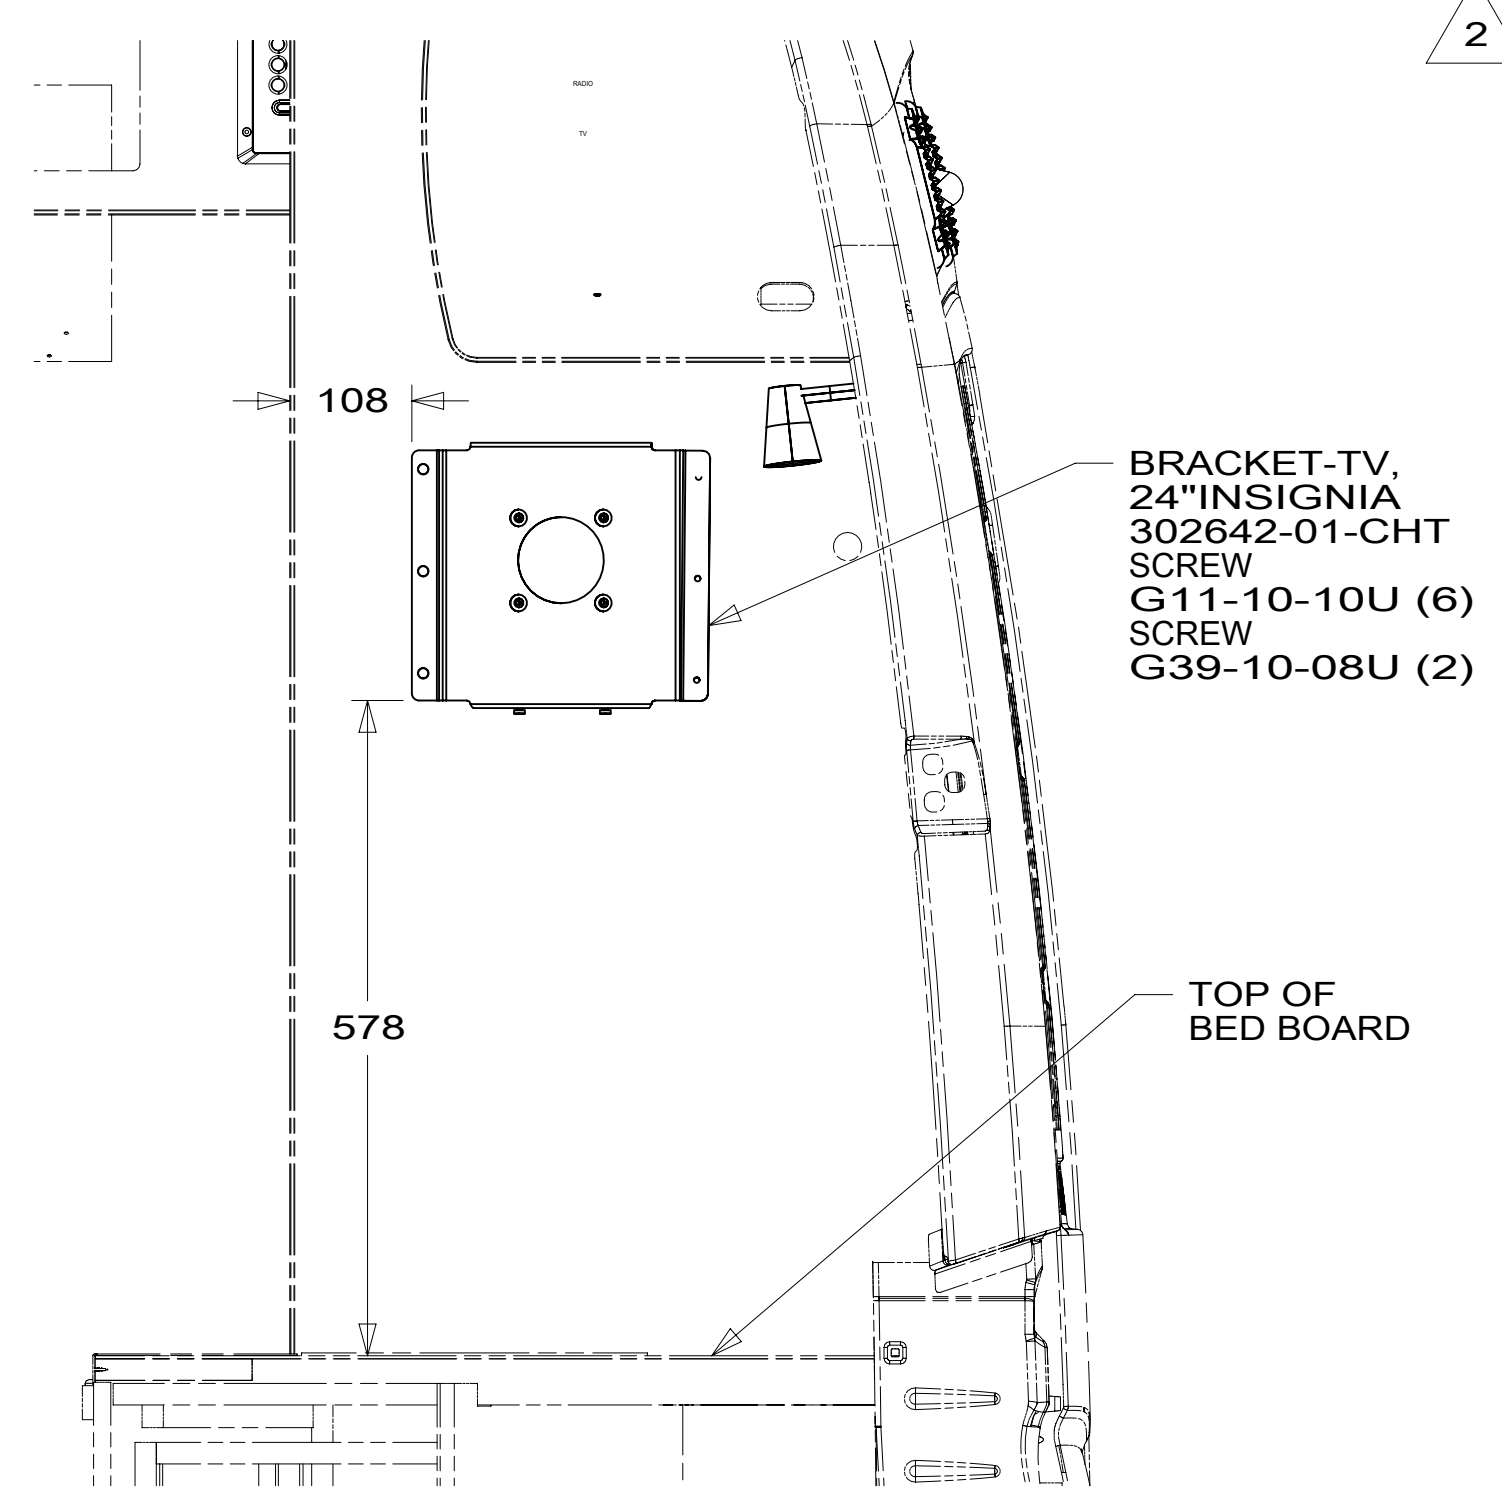 2
RADIO
TV
108
BRACKET-TV,
24"INSIGNIA
302642-01-CHT
SCREW
G11-10-10U (6)
SCREW
G39-10-08U (2)
578
TOP OF
BED BOARD